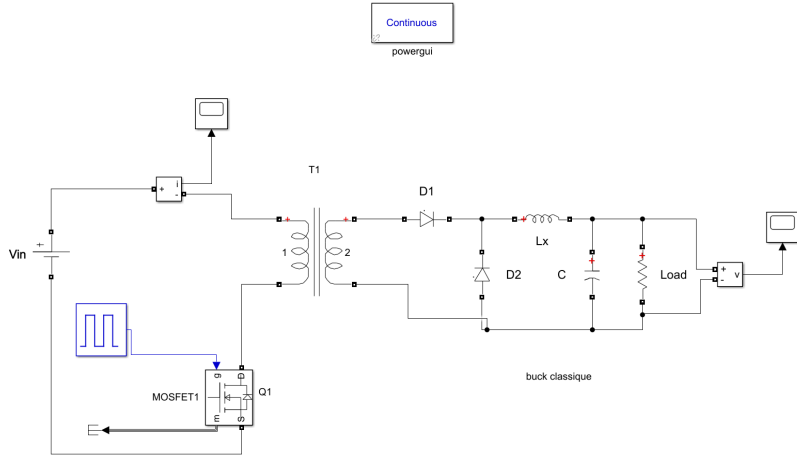 Continuous
powergui
T1
D1
i
+
-
+
+
+
Lx
1
2
Vin
+
D2
+
C
+
Load
+
-
v
g
D
MOSFET1
Q1
m
S
buck classique